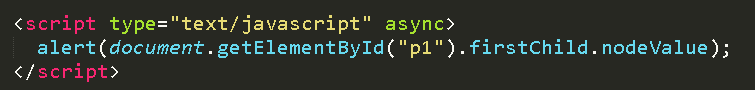 <script type="text/javascript" async>
alert(document.getElementById("p1").firstChild.nodeValue);
</script>